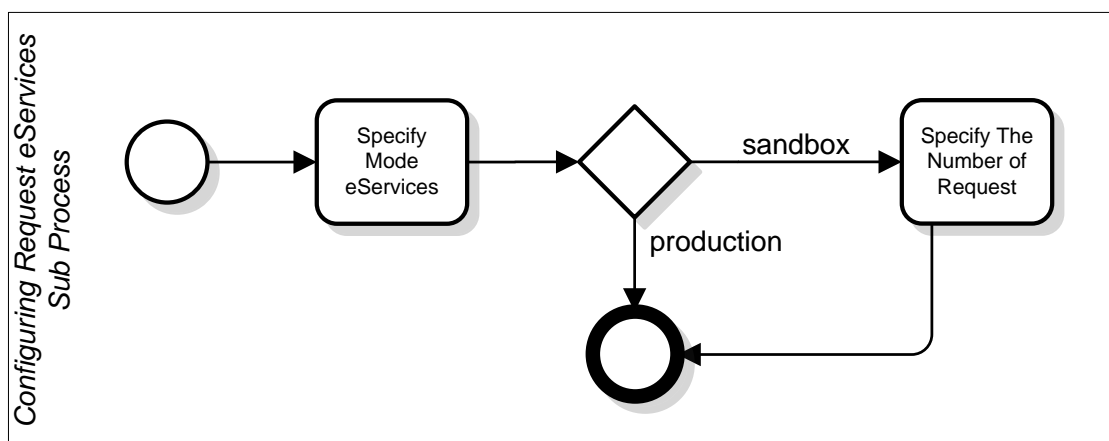 Configuring Request eServices
Sub Process
Specify
Mode
eServices
sandbox
Specify The
Number of
Request
production